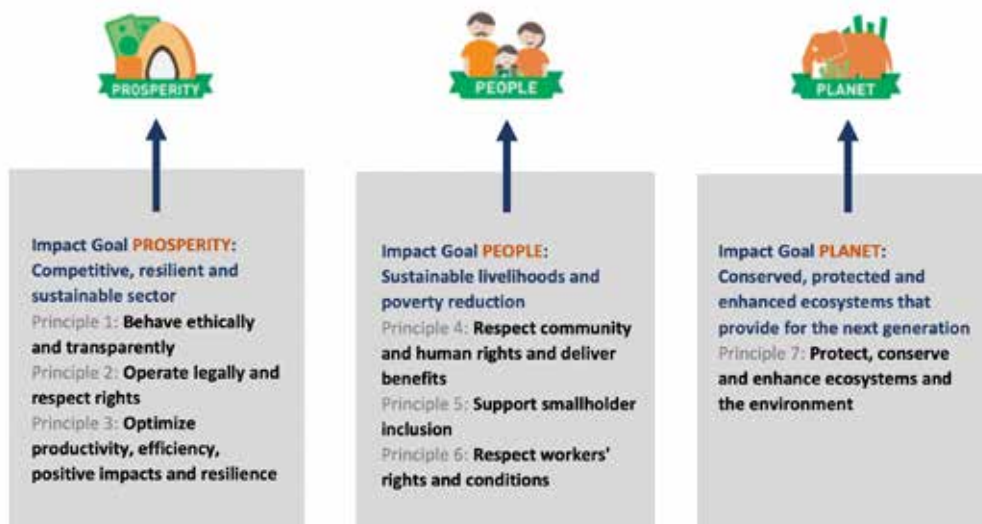 PROSPERITY
PEOPLE
PLANET
Impact Goal PROSPERITY:
Competitive, resilient and
sustainable sector
Principle 1: Behave ethically
and transparently
Principle 2: Operate legally and
respect rights
Principle 3: Optimize
productivity, efficiency,
positive impacts and resilience
Impact Goal PEOPLE:
Sustainable livelihoods and
poverty reduction
Principle 4: Respect community
and human rights and deliver
benefits
Principle 5: Support smallholder
inclusion
Principle 6: Respect workers'
rights and conditions
Impact Goal PLANET:
Conserved, protected and
enhanced ecosystems that
provide for the next generation
Principle 7: Protect, conserve
and enhance ecosystems and
the environment